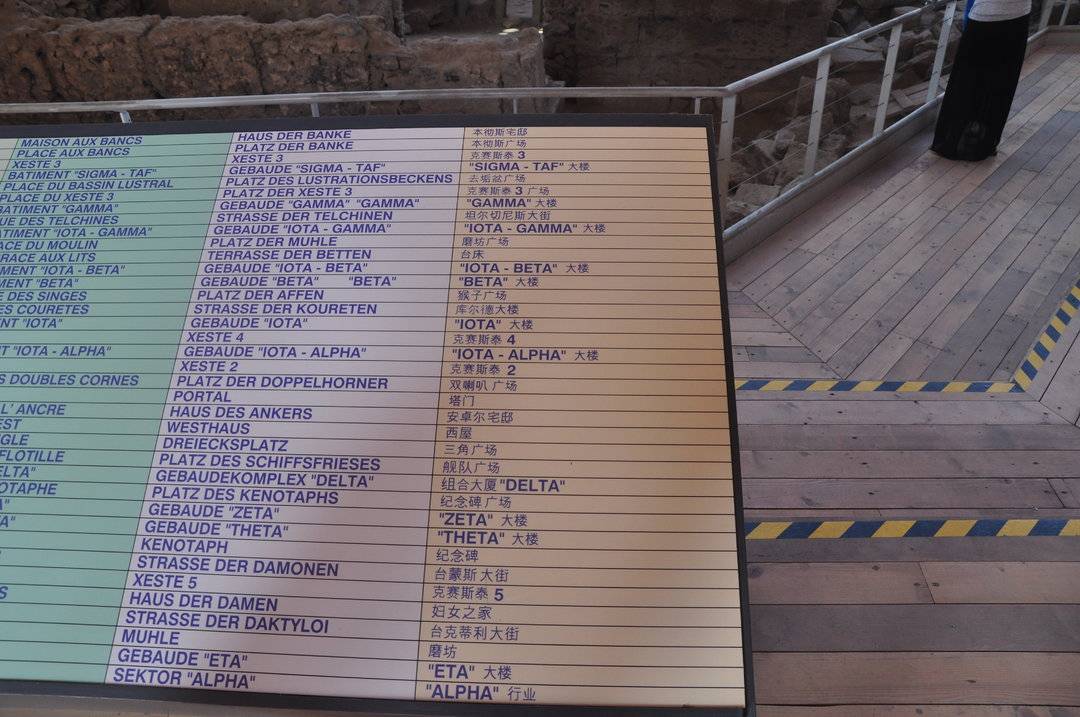 MAISON AUX BANCS
PLACE AUX BANCS
XESTE 3
BATIMENT "SIGMA - TAF"
PLACE DU BASSIN LUSTRAL
PLACE DU XESTE 3
BATIMENT "GAMMA"
DES TELCHINES
"IOTA - GAMMA"
DU MOULIN
AUX LITS
"IOTA - BETA"
"BETA"
DES SINGES
COURETES
"IOTA"
"IOTA - ALPHA"
DOUBLES CORNES
L' ANCRE
FLOTILLE
HAUS DER BANKE
PLATZ DER BANKE
XESTE 3
GEBAUDE "SIGMA - TAF"
PLATZ DES LUSTRATIONSBECKENS
PLATZ DER XESTE 3
GEBAUDE "GAMMA" "GAMMA"
STRASSE DER TELCHINEN
GEBAUDE "IOTA - GAMMA"
PLATZ DER MUHLE
TERRASSE DER BETTEN
GEBAUDE "IOTA - BETA"
GEBAUDE "BETA" "BETA"
PLATZ DER AFFEN
STRASSE DER KOURETEN
GEBAUDE "IOTA"
XESTE 4
GEBAUDE "IOTA - ALPHA"
XESTE 2
PLATZ DER DOPPELHORNER
PORTAL
HAUS DES ANKERS
WESTHAUS
DREIECKSPLATZ
PLATZ DES SCHIFFSFRIESES
GEBAUDEKOMPLEX "DELTA"
PLATZ DES KENOTAPHS
GEBAUDE "ZETA"
GEBAUDE "THETA"
KENOTAPH
STRASSE DER DAMONEN
XESTE 5
HAUS DER DAMEN
STRASSE DER DAKTYLOI
MUHLE
GEBAUDE "ETA"
SEKTOR "ALPHA"
本彻斯宅邸
本彻斯广场
克赛斯泰 3
"SIGMA - TAF" 大楼
去垢盆广场
克赛斯泰 3 广场
"GAMMA" 大楼
坦尔切尼斯大街
"IOTA - GAMMA" 大楼
磨坊广场
台床
"IOTA - BETA" 大楼
"BETA" 大楼
猴子广场
库尔德大楼
"IOTA" 大楼
克赛斯泰 4
"IOTA - ALPHA" 大楼
克赛斯泰 2
双喇叭 广场
塔门
安卓尔宅邸
西屋
三角广场
舰队广场
组合大厦"DELTA"
纪念碑广场
"ZETA" 大楼
"THETA" 大楼
纪念碑
台蒙斯大街
克赛斯泰 5
妇女之家
台克蒂利大街
磨坊
"ETA" 大楼
"ALPHA" 行业